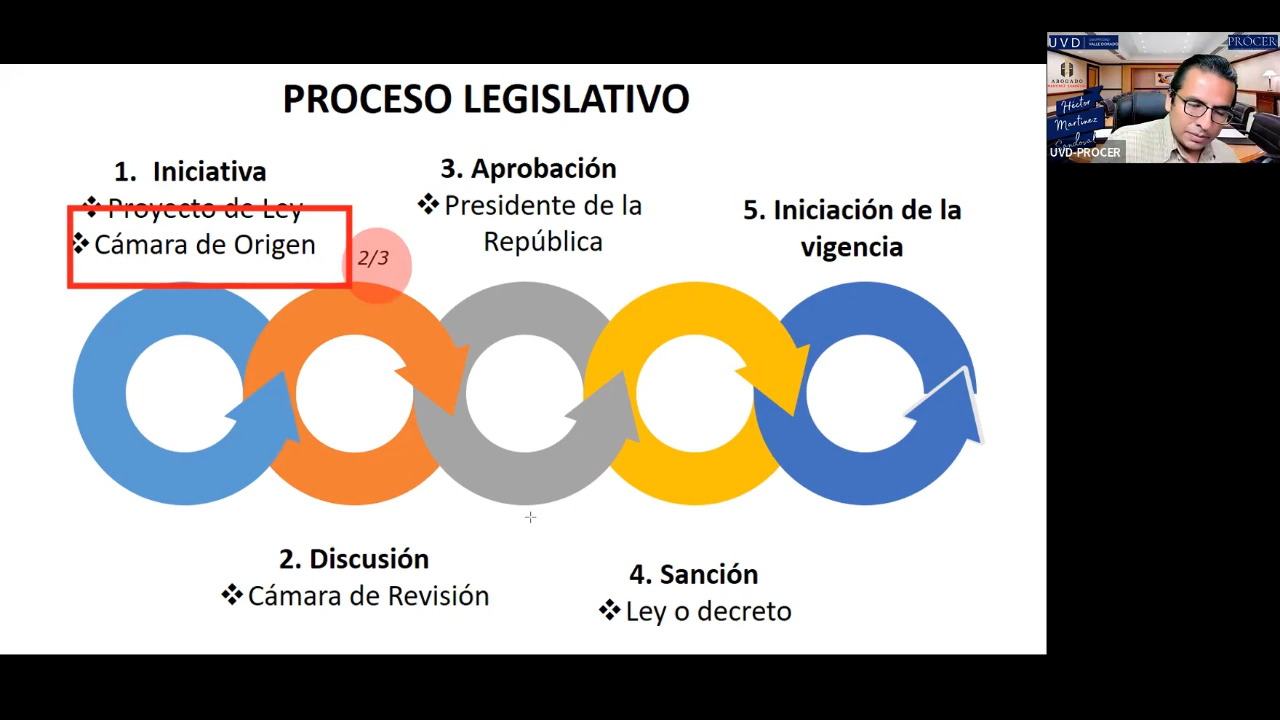 PROCESO LEGISLATIVO
1. Iniciativa
Proyecto de Ley
Cámara de Origen
2/3
3. Aprobación
Presidente de la
República
5. Iniciación de la
vigencia
2. Discusión
Cámara de Revisión
4. Sanción
Ley o decreto
UVD
VALLE DORADO
PRÓCER
ABOGADO
Héctor
Martínez
Sandoval
UVD-PROCER